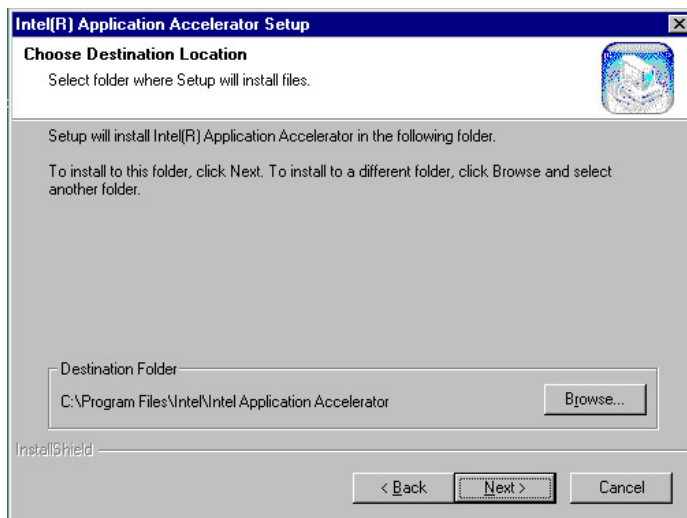 Intel(R) Application Accelerator Setup
Choose Destination Location
Select folder where Setup will install files.
Setup will install Intel(R) Application Accelerator in the following folder.
To install to this folder, click Next. To install to a different folder, click Browse and select
another folder.
Destination Folder
C:\Program Files\Intel\Intel Application Accelerator
Browse...
InstallShield
< Back
Next >
Cancel